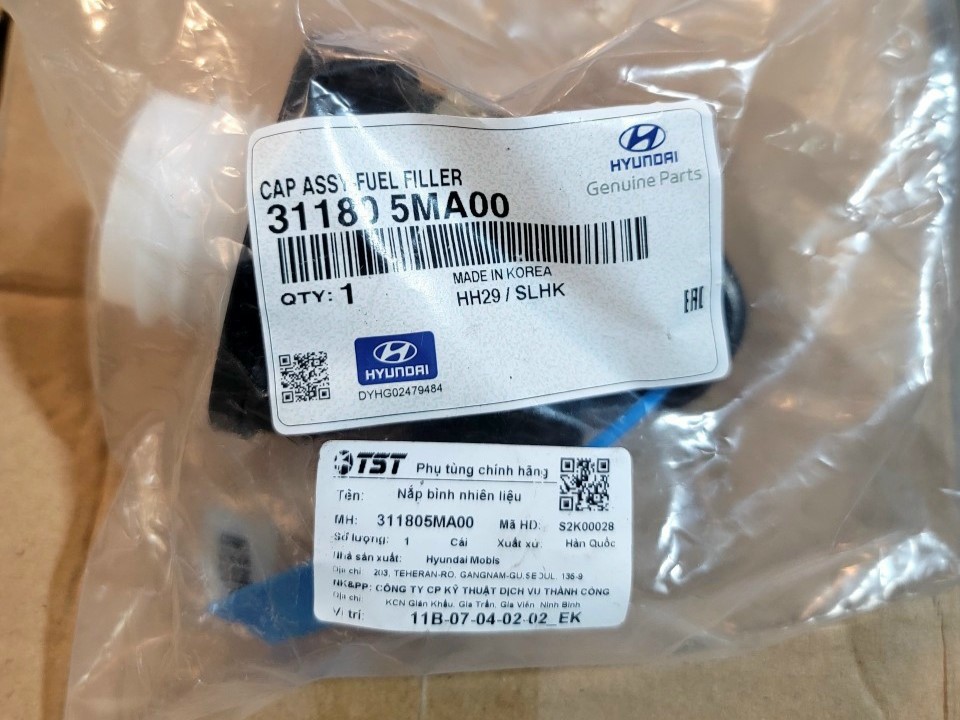 HYUNDAI
Genuine Parts
CAP ASSY-FUEL FILLER
31180 5MA00
MADE IN KOREA
QTY: 1
HH29 / SLHK
EAC
HYUNDAI
DYHG02479484
TST Phụ tùng chính hãng
Tên: Nắp bình nhiên liệu
MH: 311805MA00 Mã HD: S2K00028
Số lượng: 1 Cái Xuất xứ: Hàn Quốc
Nhà sản xuất: Hyundai Mobis
Địa chỉ: 203, TEHERAN-RO, GANGNAM-GU, SEOUL, 135-9
NK&PP: CÔNG TY CP KỸ THUẬT DỊCH VỤ THÀNH CÔNG
Địa chỉ: KCN Gián Khẩu, Gia Trấn, Gia Viễn, Ninh Bình
Vị trí: 11B-07-04-02-02_EK